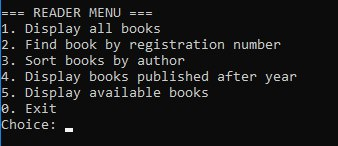 === READER MENU ===
1. Display all books
2. Find book by registration number
3. Sort books by author
4. Display books published after year
5. Display available books
0. Exit
Choice: